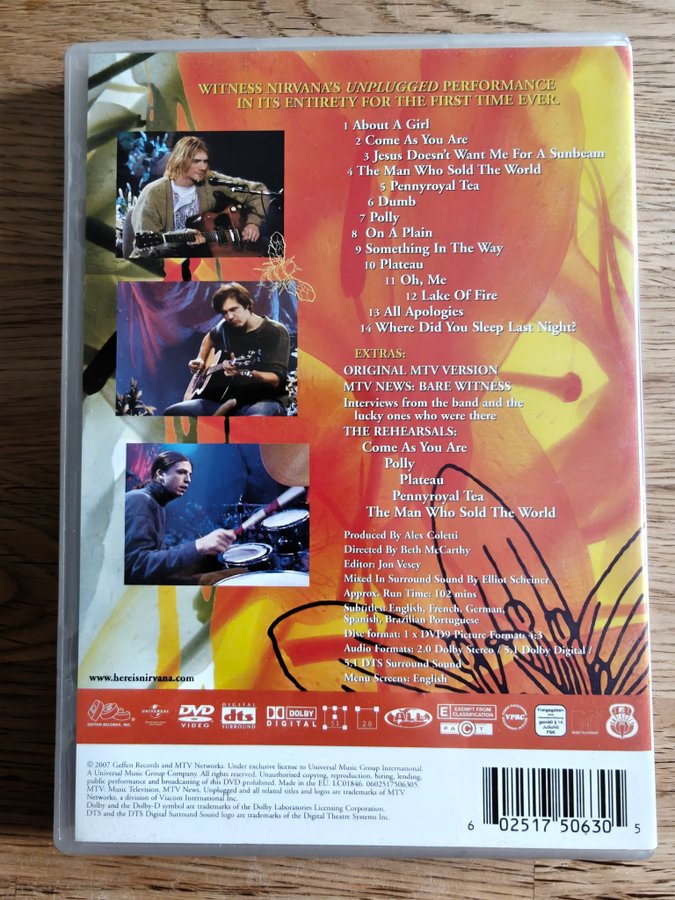 WITNESS NIRVANA'S UNPLUGGED PERFORMANCE
IN ITS ENTIRETY FOR THE FIRST TIME EVER.
1 About A Girl
2 Come As You Are
3 Jesus Doesn't Want Me For A Sunbeam
4 The Man Who Sold The World
5 Pennyroyal Tea
6 Dumb
7 Polly
8 On A Plain
9 Something In The Way
10 Plateau
11 Oh, Me
12 Lake Of Fire
13 All Apologies
14 Where Did You Sleep Last Night?
EXTRAS:
ORIGINAL MTV VERSION
MTV NEWS: BARE WITNESS
Interviews from the band and the
lucky ones who were there
THE REHEARSALS:
Come As You Are
Polly
Plateau
Pennyroyal Tea
The Man Who Sold The World
Produced By Alex Coletti
Directed By Beth McCarthy
Editor: Jon Vesey
Mixed In Surround Sound By Elliot Scheiner
Approx. Run Time: 102 mins
Subtitles: English, French, German,
Spanish, Brazilian Portuguese
Disc format: 1 x DVD9 Picture Format: 4:3
Audio Formats: 2.0 Dolby Stereo / 5.1 Dolby Digital /
5.1 DTS Surround Sound
Menu Screens: English
www.hereisnirvana.com
GEFFEN RECORDS, INC.
UNIVERSAL
DVD VIDEO
DIGITAL dts SURROUND
DOLBY DIGITAL
2.0
ALL
E EXEMPT FROM CLASSIFICATION
FACT
VPRC
Freigegeben
gemäß § 14
JuSchG
FSK
© 2007 Geffen Records and MTV Networks. Under exclusive license to Universal Music Group International.
A Universal Music Group Company. All rights reserved. Unauthorised copying, reproduction, hiring, lending,
public performance and broadcasting of this DVD prohibited. Made in the EU. LC01846. 0602517506305.
MTV: Music Television, MTV News, Unplugged and all related titles and logos are trademarks of MTV
Networks, a division of Viacom International Inc.
Dolby and the Dolby-D symbol are trademarks of the Dolby Laboratories Licensing Corporation.
DTS and the DTS Digital Surround Sound logo are trademarks of the Digital Theatre Systems Inc.
6 02517 50630 5